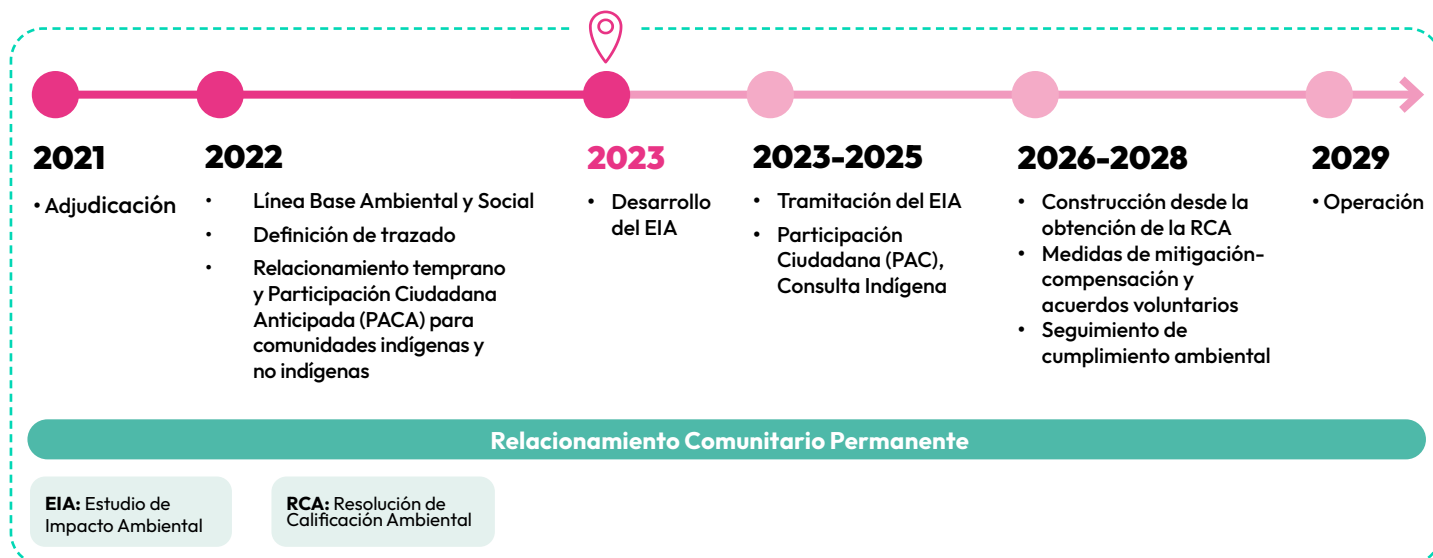 2021
• Adjudicación
2022
• Línea Base Ambiental y Social
• Definición de trazado
• Relacionamiento temprano
y Participación Ciudadana
Anticipada (PACA) para
comunidades indígenas y
no indígenas
2023
• Desarrollo
del EIA
2023-2025
• Tramitación del EIA
• Participación
Ciudadana (PAC),
Consulta Indígena
2026-2028
• Construcción desde la
obtención de la RCA
• Medidas de mitigación-
compensación y
acuerdos voluntarios
• Seguimiento de
cumplimiento ambiental
2029
• Operación
Relacionamiento Comunitario Permanente
EIA: Estudio de
Impacto Ambiental
RCA: Resolución de
Calificación Ambiental